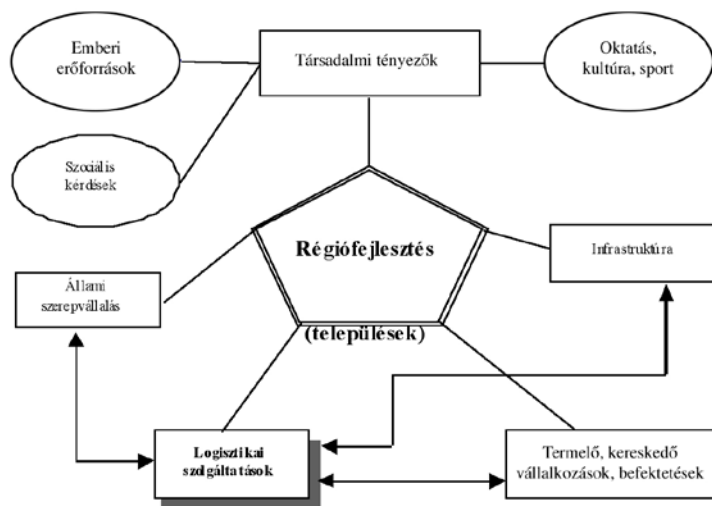 Emberi
erőforrások
Társadalmi tényezők
Oktatás,
kultúra, sport
Szociális
kérdések
Régiófejlesztés
(települések)
Infrastruktúra
Állami
szerepvállalás
Logisztikai
szolgáltatások
Termelő, kereskedő
vállalkozások, befektetések